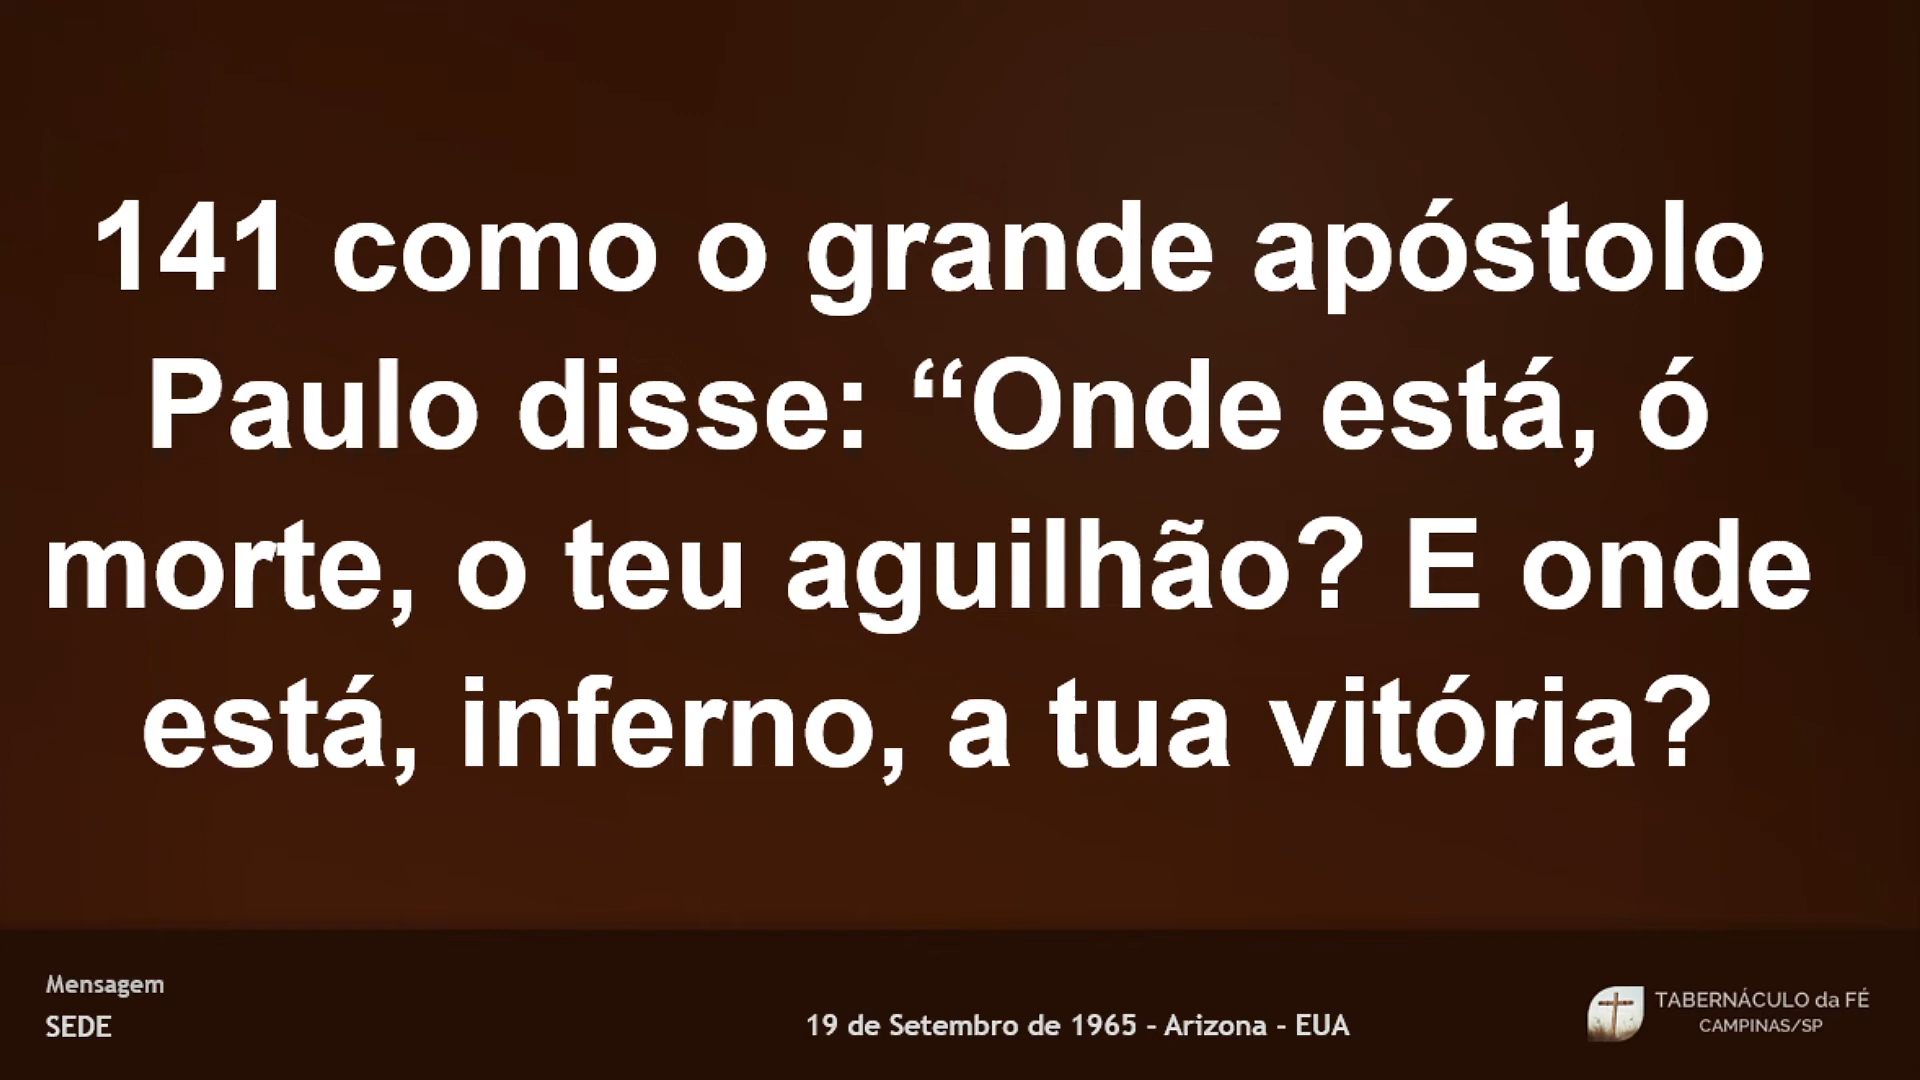 141 como o grande apóstolo
Paulo disse: “Onde está, ó
morte, o teu aguilhão? E onde
está, inferno, a tua vitória?
Mensagem
SEDE
19 de Setembro de 1965 - Arizona - EUA
TABERNÁCULO da FÉ
CAMPINAS/SP